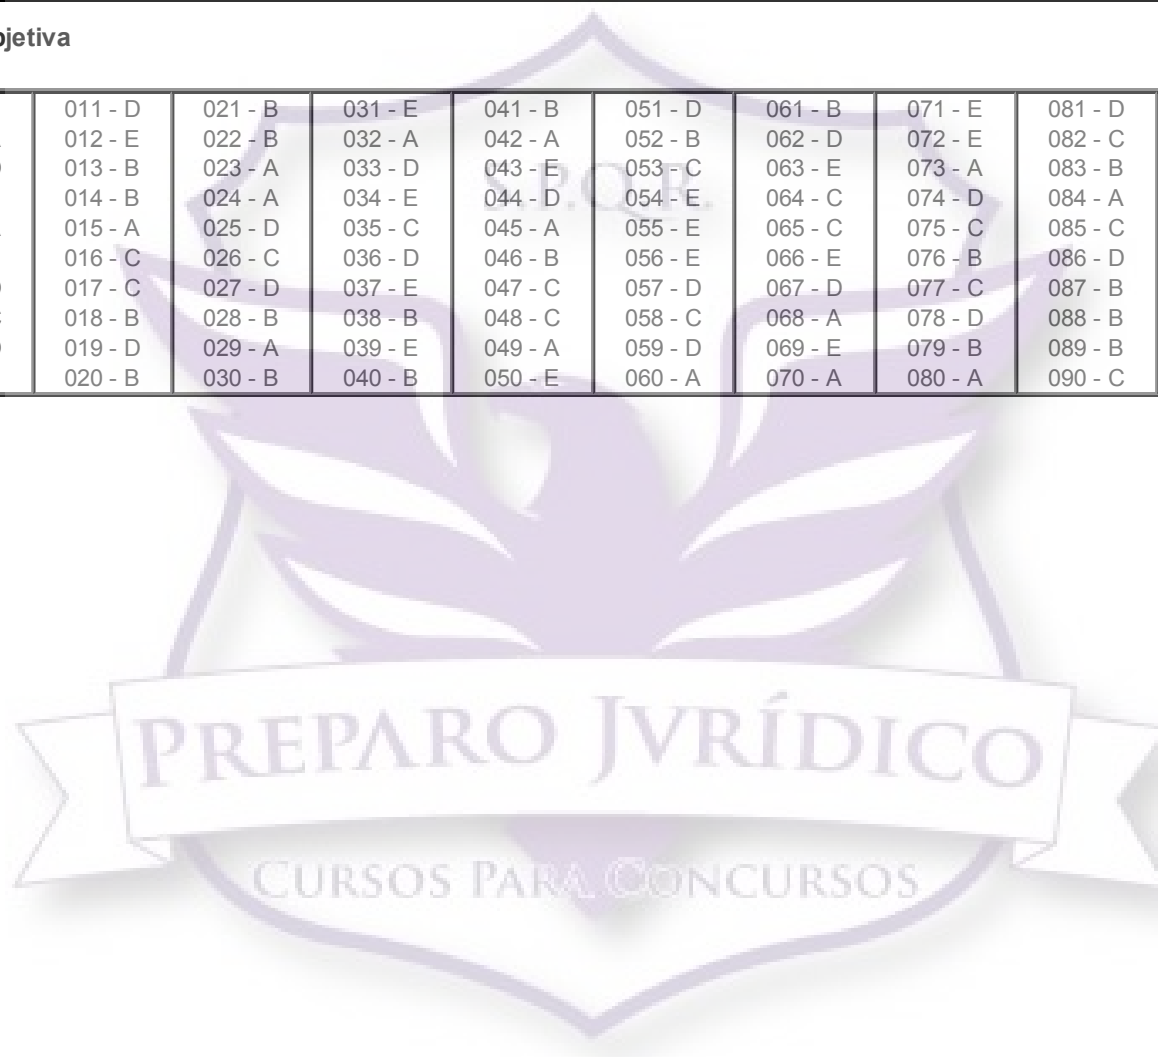 jetiva
011 - D 021 - B 031 - E 041 - B 051 - D 061 - B 071 - E 081 - D
012 - E 022 - B 032 - A 042 - A 052 - B 062 - D 072 - E 082 - C
013 - B 023 - A 033 - D 043 - E 053 - C 063 - E 073 - A 083 - B
014 - B 024 - A 034 - E 044 - D 054 - E 064 - C 074 - D 084 - A
015 - A 025 - D 035 - C 045 - A 055 - E 065 - C 075 - C 085 - C
016 - C 026 - C 036 - D 046 - B 056 - E 066 - E 076 - B 086 - D
017 - C 027 - D 037 - E 047 - C 057 - D 067 - D 077 - C 087 - B
018 - B 028 - B 038 - B 048 - C 058 - C 068 - A 078 - D 088 - B
019 - D 029 - A 039 - E 049 - A 059 - D 069 - E 079 - B 089 - B
020 - B 030 - B 040 - B 050 - E 060 - A 070 - A 080 - A 090 - C
S.P.Q.R.
PREPARO JVRÍDICO
CURSOS PARA CONCURSOS